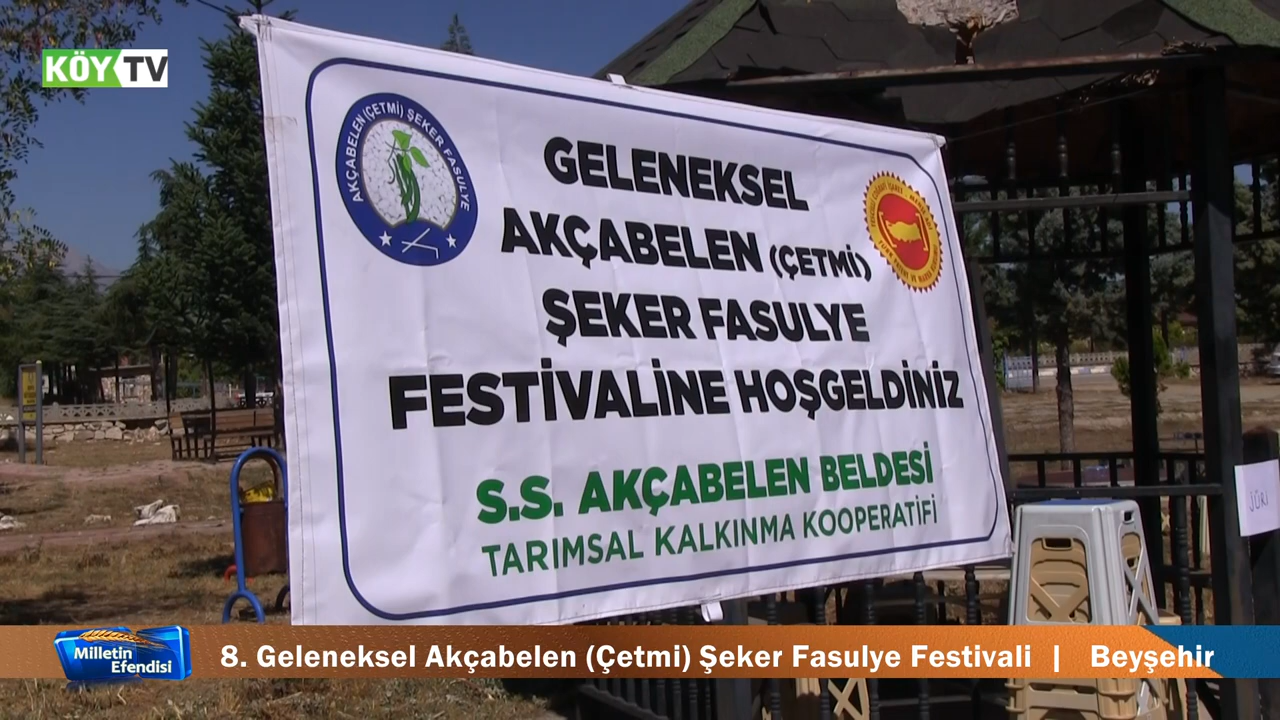 KÖY TV
AKÇABELEN (ÇETMİ) ŞEKER FASULYE
GELENEKSEL
AKÇABELEN (ÇETMİ)
ŞEKER FASULYE
FESTİVALİNE HOŞGELDİNİZ
S.S. AKÇABELEN BELDESİ
TARIMSAL KALKINMA KOOPERATİFİ
JÜRİ
Milletin
Efendisi
8. Geleneksel Akçabelen (Çetmi) Şeker Fasulye Festivali | Beyşehir